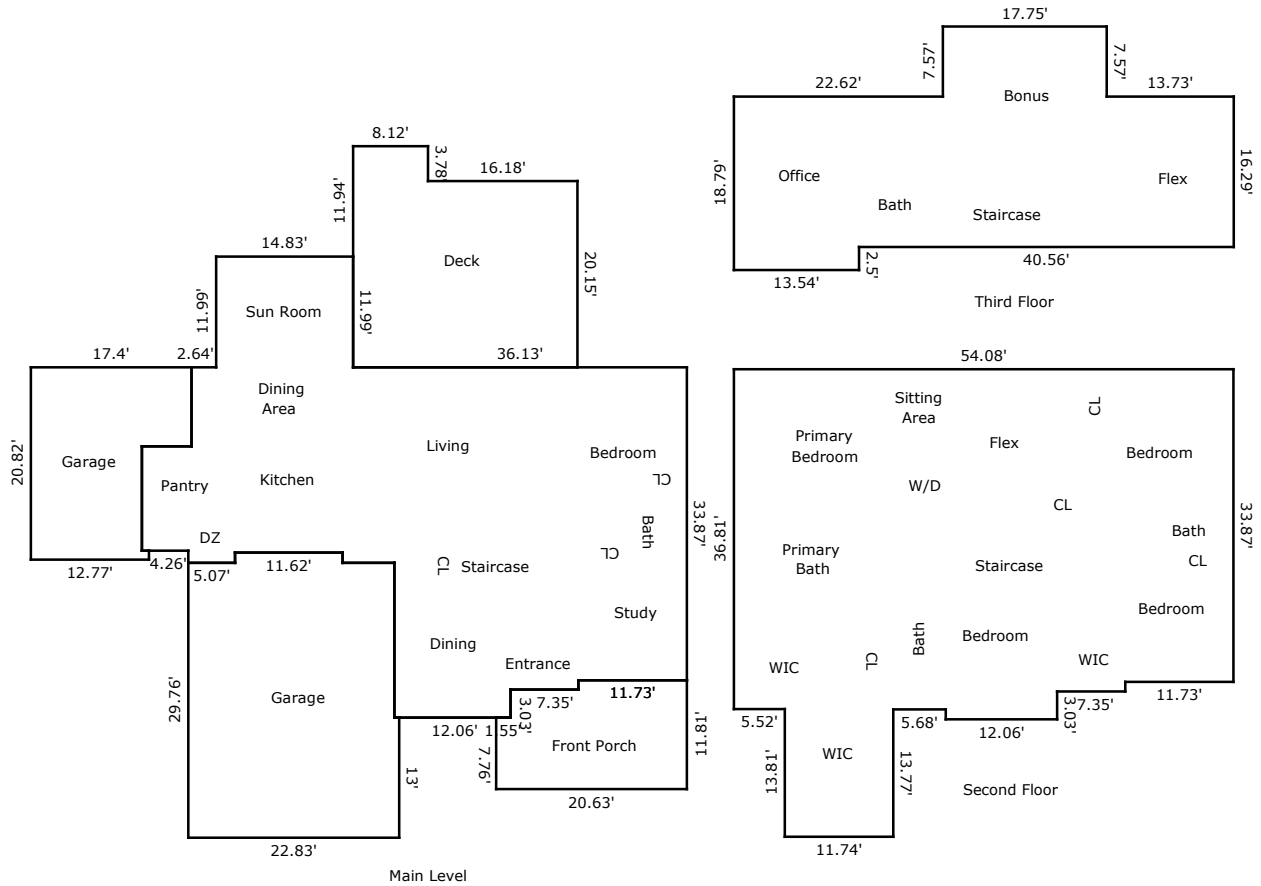 17.75'
7.57'
7.57'
22.62'
13.73'
Bonus
18.79'
16.29'
Office
Flex
Bath
Staircase
2.5'
40.56'
13.54'
Third Floor
8.12'
3.78'
16.18'
11.94'
Deck
20.15'
14.83'
11.99'
11.99'
Sun Room
17.4'
2.64'
36.13'
Dining
Area
Living
Bedroom
CL
20.82'
Garage
Pantry
Kitchen
33.87'
DZ
Bath
CL
CL
Staircase
4.26'
12.77'
5.07'
11.62'
Study
Dining
Entrance
29.76'
Garage
11.73'
3.03'
7.35'
12.06'
1.55'
11.81'
7.76'
Front Porch
13'
20.63'
22.83'
Main Level
54.08'
Sitting
Area
CL
Primary
Bedroom
Flex
Bedroom
W/D
CL
36.81'
33.87'
Bath
Primary
Bath
Staircase
CL
Bedroom
Bath
Bedroom
WIC
CL
WIC
5.52'
5.68'
12.06'
3.03'
7.35'
11.73'
13.81'
WIC
13.77'
Second Floor
11.74'